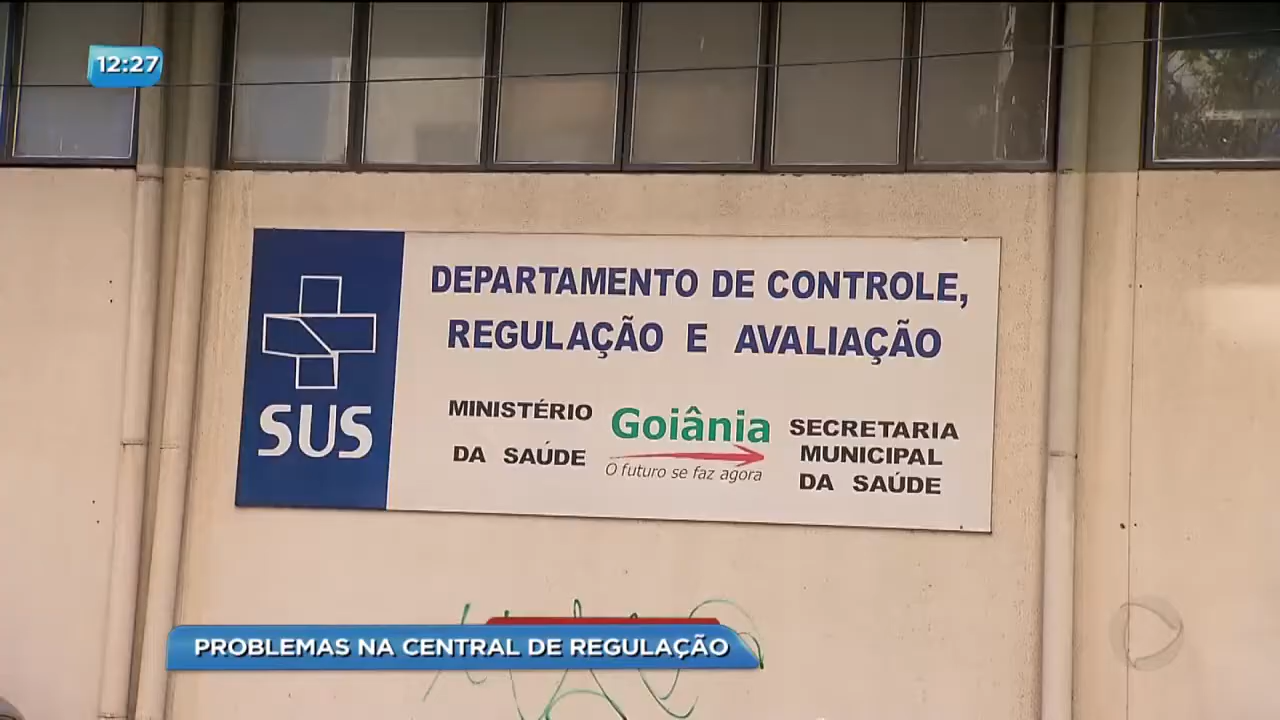 12:27
DEPARTAMENTO DE CONTROLE,
REGULAÇÃO E AVALIAÇÃO
SUS
MINISTÉRIO
DA SAÚDE
Goiânia
O futuro se faz agora
SECRETARIA
MUNICIPAL
DA SAÚDE
PROBLEMAS NA CENTRAL DE REGULAÇÃO